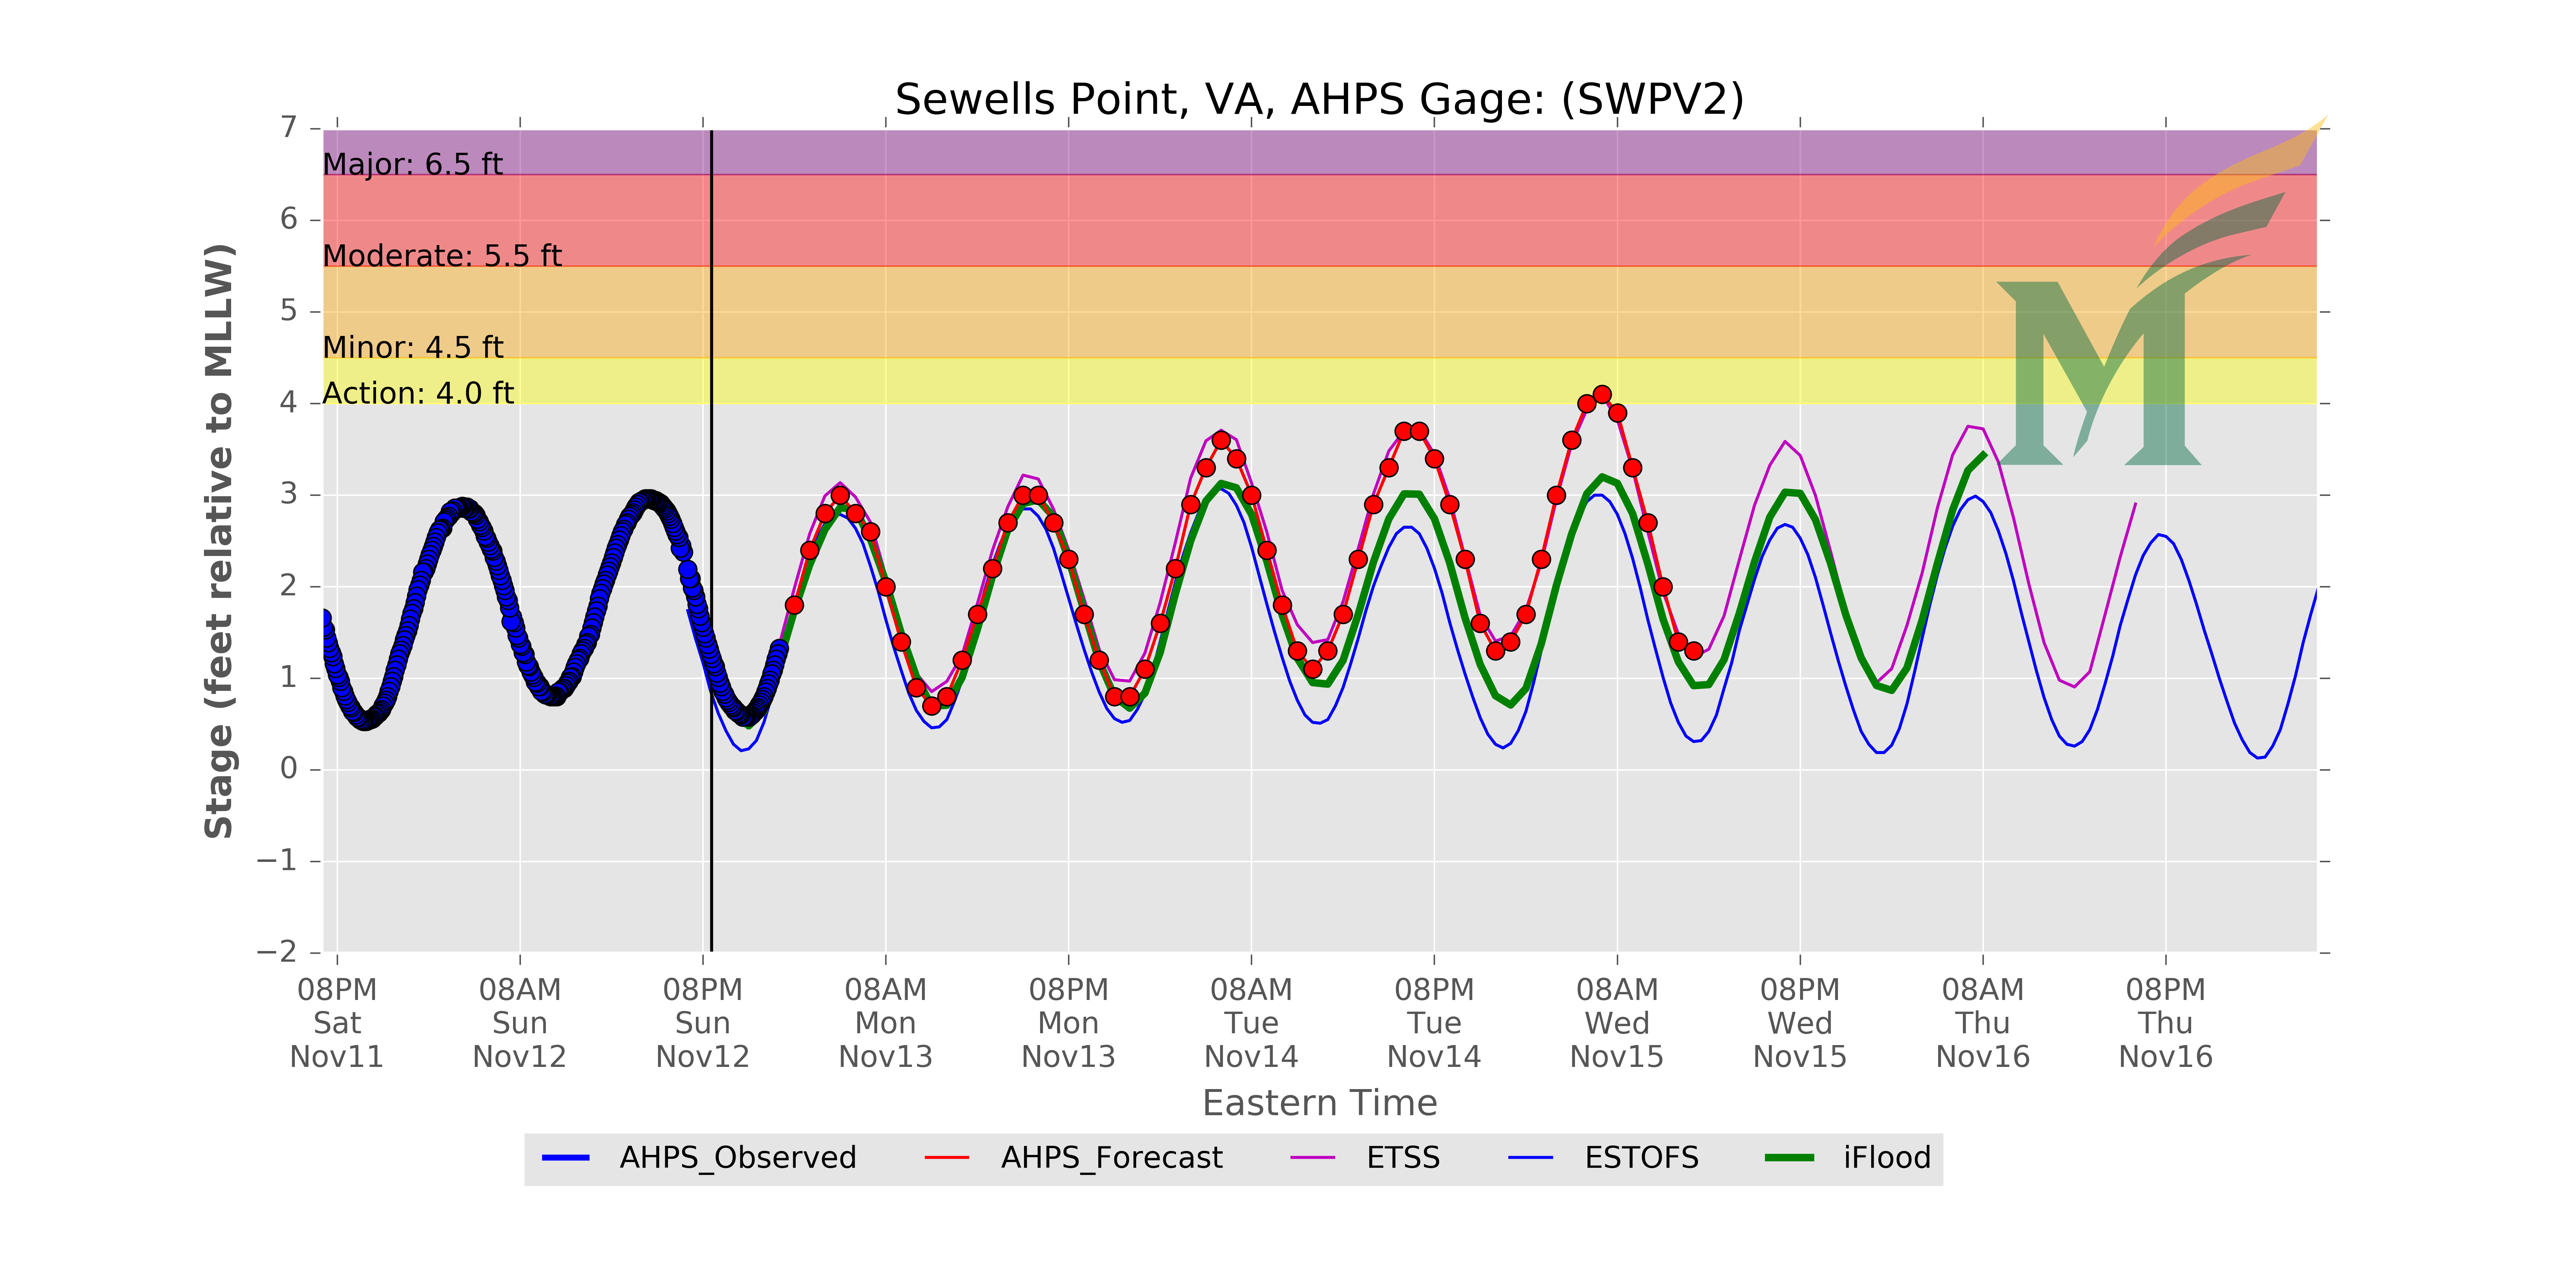 Sewells Point, VA, AHPS Gage: (SWPV2)
7
6
5
4
3
2
1
0
−1
−2
Stage (feet relative to MLLW)
Major: 6.5 ft
Moderate: 5.5 ft
Minor: 4.5 ft
Action: 4.0 ft
M
08PM 08AM 08PM 08AM 08PM 08AM 08PM 08AM 08PM 08AM 08PM
Sat Sun Sun Mon Mon Tue Tue Wed Wed Thu Thu
Nov11 Nov12 Nov12 Nov13 Nov13 Nov14 Nov14 Nov15 Nov15 Nov16 Nov16
Eastern Time
AHPS_Observed AHPS_Forecast ETSS ESTOFS iFlood